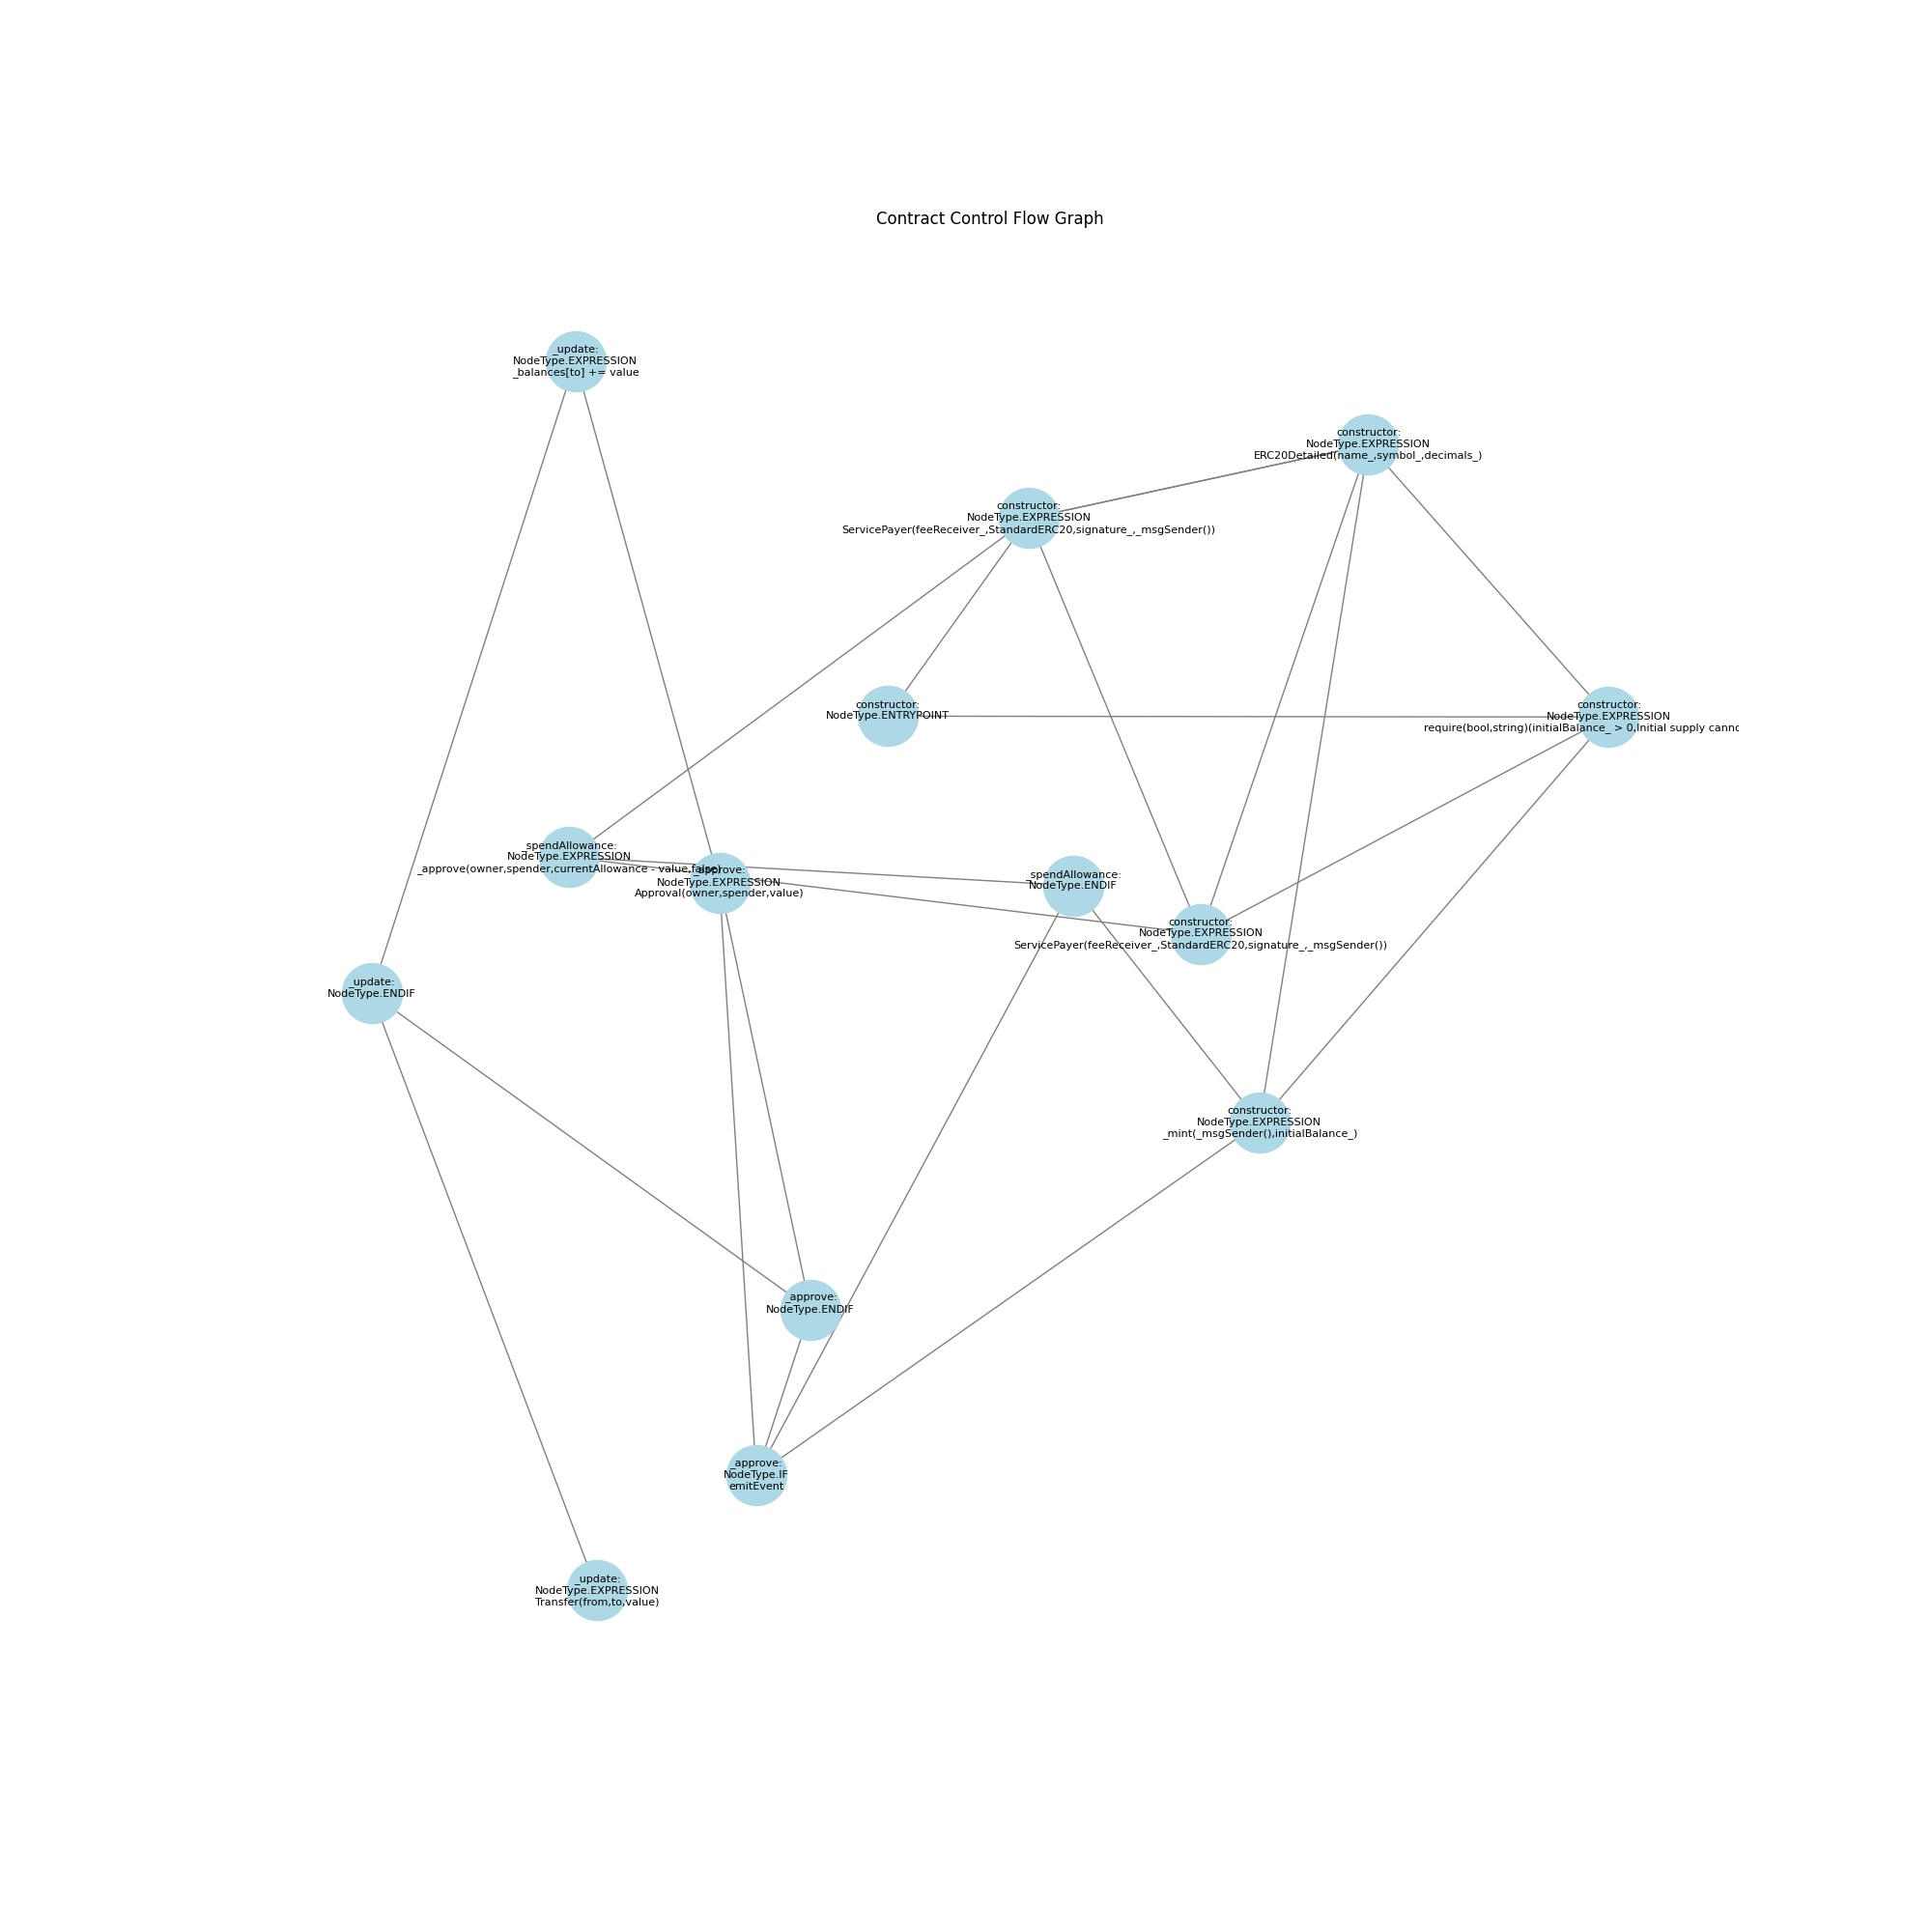 Contract Control Flow Graph
_update:
NodeType.EXPRESSION
_balances[to] += value
constructor:
NodeType.EXPRESSION
ERC20Detailed(name_,symbol_,decimals_)
constructor:
NodeType.EXPRESSION
ServicePayer(feeReceiver_,StandardERC20,signature_,_msgSender())
constructor:
NodeType.ENTRYPOINT
constructor:
NodeType.EXPRESSION
require(bool,string)(initialBalance_ > 0,Initial supply canno
_spendAllowance:
NodeType.EXPRESSION
_approve(owner,spender,currentAllowance - value,false)
_approve:
NodeType.EXPRESSION
Approval(owner,spender,value)
_spendAllowance:
NodeType.ENDIF
constructor:
NodeType.EXPRESSION
ServicePayer(feeReceiver_,StandardERC20,signature_,_msgSender())
_update:
NodeType.ENDIF
constructor:
NodeType.EXPRESSION
_mint(_msgSender(),initialBalance_)
_approve:
NodeType.ENDIF
_approve:
NodeType.IF
emitEvent
_update:
NodeType.EXPRESSION
Transfer(from,to,value)